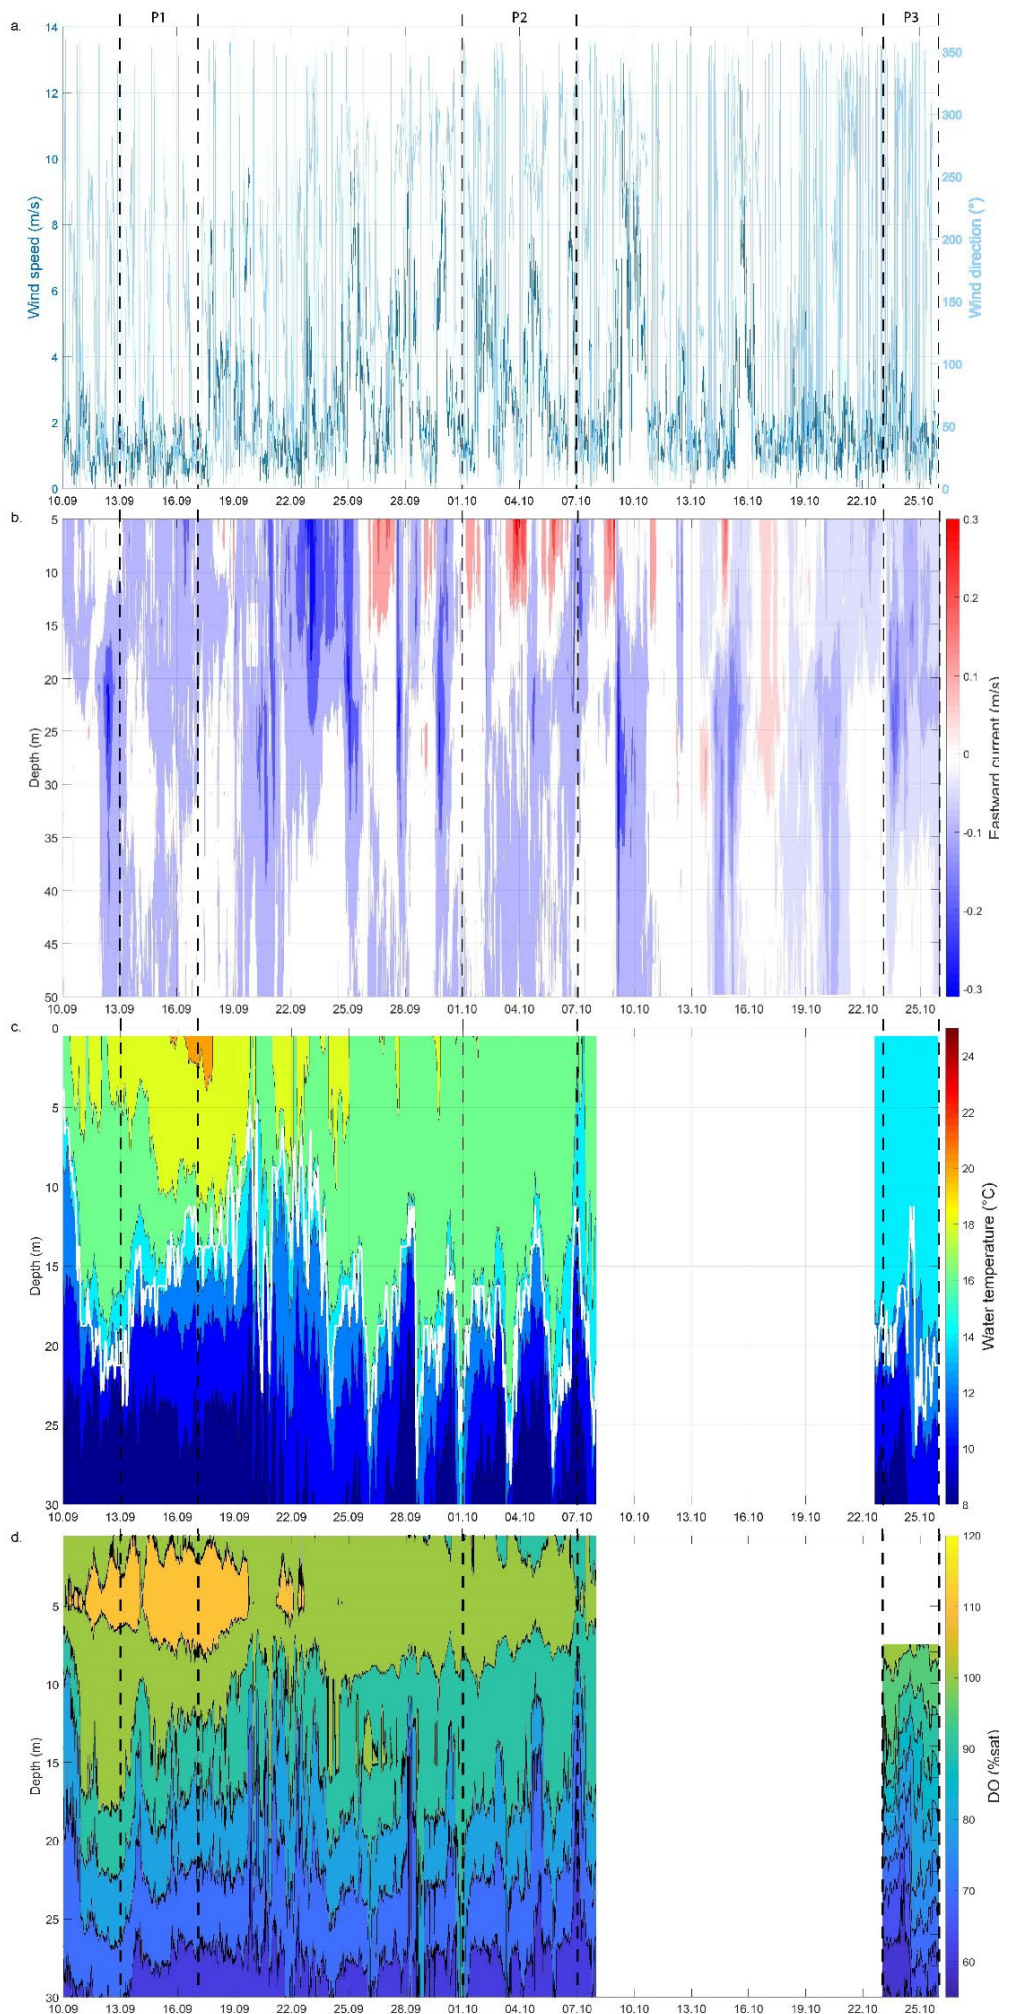 P1 P2 P3
a.
14 12 10 8 6 4 2 0
Wind speed (m/s)
350 300 250 200 150 100 50 0
Wind direction (°)
10.09 13.09 16.09 19.09 22.09 25.09 28.09 01.10 04.10 07.10 10.10 13.10 16.10 19.10 22.10 25.10
b.
5 10 15 20 25 30 35 40 45 50
Depth (m)
0.3 0.2 0.1 0 -0.1 -0.2 -0.3
Eastward current (m/s)
10.09 13.09 16.09 19.09 22.09 25.09 28.09 01.10 04.10 07.10 10.10 13.10 16.10 19.10 22.10 25.10
c.
0 5 10 15 20 25 30
Depth (m)
24 22 20 18 16 14 12 10 8
Water temperature (°C)
10.09 13.09 16.09 19.09 22.09 25.09 28.09 01.10 04.10 07.10 10.10 13.10 16.10 19.10 22.10 25.10
d.
5 10 15 20 25 30
Depth (m)
120 110 100 90 80 70 60
DO (%sat)
10.09 13.09 16.09 19.09 22.09 25.09 28.09 01.10 04.10 07.10 10.10 13.10 16.10 19.10 22.10 25.10